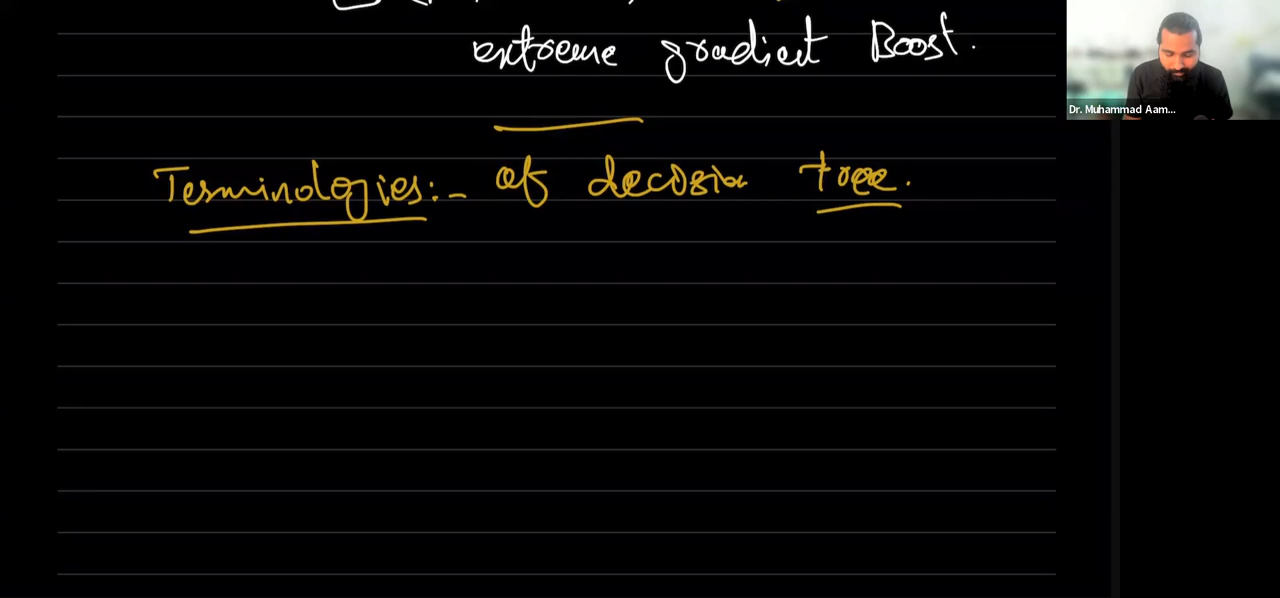 extreme gradient Boost.
Terminologies:- of decision tree.
Dr. Muhammad Aam...